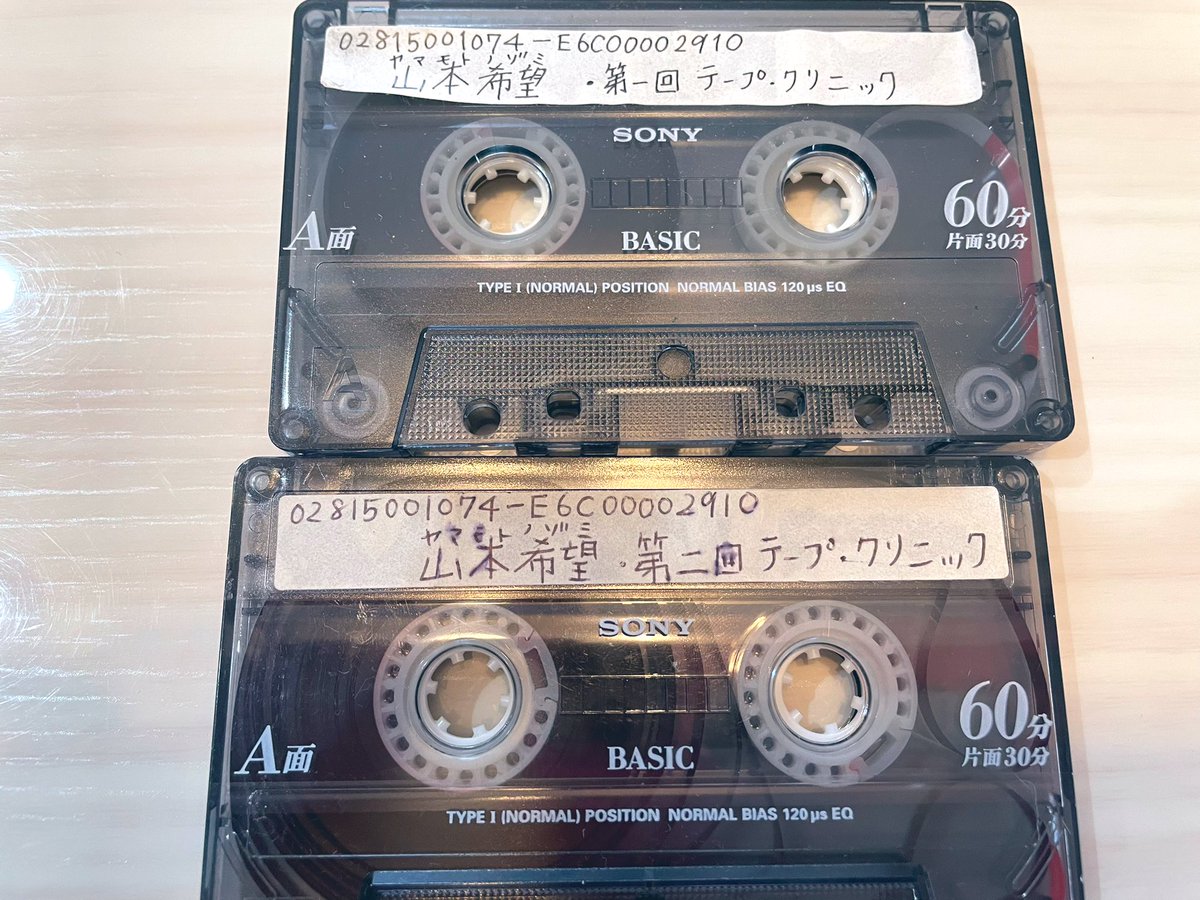 02815001074-E6C00002910
ヤマモト ノゾミ
山本希望 ・第一回 テープ・クリニック
SONY
A面
BASIC
60分
片面30分
TYPE I (NORMAL) POSITION NORMAL BIAS 120µs EQ
A
02815001074-E6C00002910
ヤマモト ノゾミ
山本希望・第二回 テープ・クリニック
SONY
A面
BASIC
60分
片面30分
TYPE I (NORMAL) POSITION NORMAL BIAS 120µs EQ